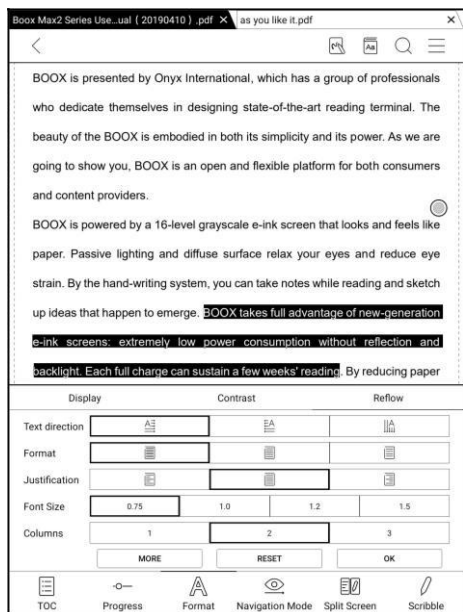 Boox Max2 Series Use...ual ( 20190410 ) .pdf × as you like it.pdf ×
Aa
BOOX is presented by Onyx International, which has a group of professionals
who dedicate themselves in designing state-of-the-art reading terminal. The
beauty of the BOOX is embodied in both its simplicity and its power. As we are
going to show you, BOOX is an open and flexible platform for both consumers
and content providers.
BOOX is powered by a 16-level grayscale e-ink screen that looks and feels like
paper. Passive lighting and diffuse surface relax your eyes and reduce eye
strain. By the hand-writing system, you can take notes while reading and sketch
up ideas that happen to emerge. BOOX takes full advantage of new-generation
e-ink screens: extremely low power consumption without reflection and
backlight. Each full charge can sustain a few weeks' reading. By reducing paper
Display Contrast Reflow
Text direction A EA A
Format
Justification
Font Size 0.75 1.0 1.2 1.5
Columns 1 2 3
MORE RESET OK
TOC Progress Format Navigation Mode Split Screen Scribble